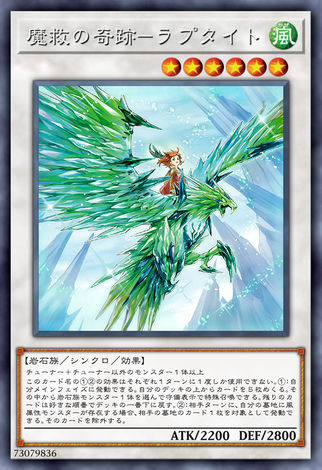 魔救の奇跡－ラプタイト
風
【岩石族／シンクロ／効果】
チューナー＋チューナー以外のモンスター１体以上
このカード名の①②の効果はそれぞれ１ターンに１度しか使用できない。①：自
分メインフェイズに発動できる。自分のデッキの上からカードを５枚めくる。そ
の中から岩石族モンスター１体を選んで守備表示で特殊召喚できる。残りのカ
ードは好きな順番でデッキの一番下に戻す。②：相手ターンに、自分の墓地に風
属性モンスターが存在する場合、相手の墓地のカード１枚を対象として発動で
きる。そのカードを除外する。
ATK/2200 DEF/2800
73079836